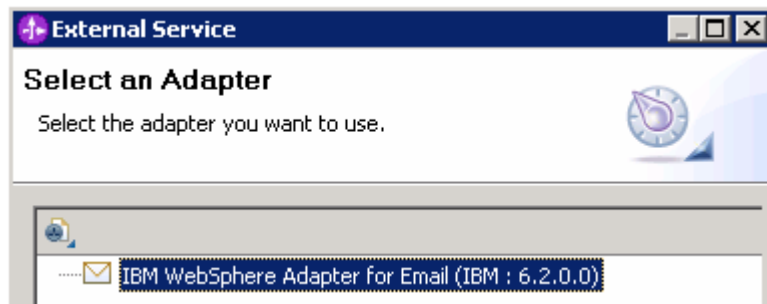 External Service
Select an Adapter
Select the adapter you want to use.
IBM WebSphere Adapter for Email (IBM : 6.2.0.0)